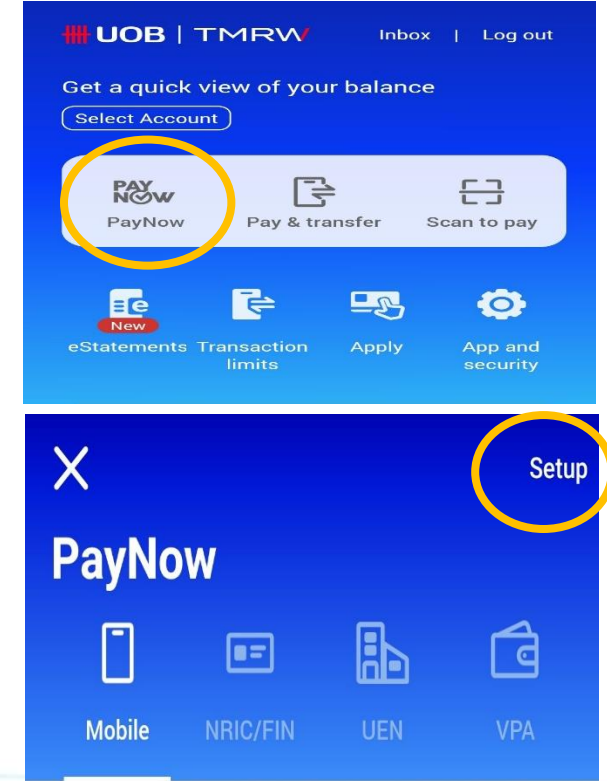 UOB | TMRW Inbox | Log out
Get a quick view of your balance
Select Account
PAY NOW
PayNow Pay & transfer Scan to pay
New
eStatements Transaction limits Apply App and security
X Setup
PayNow
Mobile NRIC/FIN UEN VPA